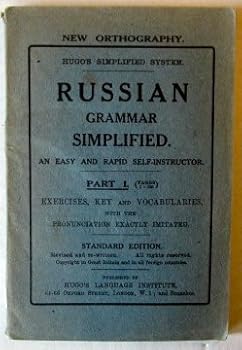 NEW ORTHOGRAPHY.
HUGO'S SIMPLIFIED SYSTEM.
RUSSIAN
GRAMMAR
SIMPLIFIED.
AN EASY AND RAPID SELF-INSTRUCTOR.
PART I.
EXERCISES, KEY AND VOCABULARIES,
WITH THE
PRONUNCIATION EXACTLY IMITATED.
STANDARD EDITION.
Revised and re-written. All rights reserved.
Copyright in Great Britain and in all foreign countries.
PUBLISHED BY
HUGO'S LANGUAGE INSTITUTE,
OXFORD STREET, LONDON, W. 1; AND BRANCHES.